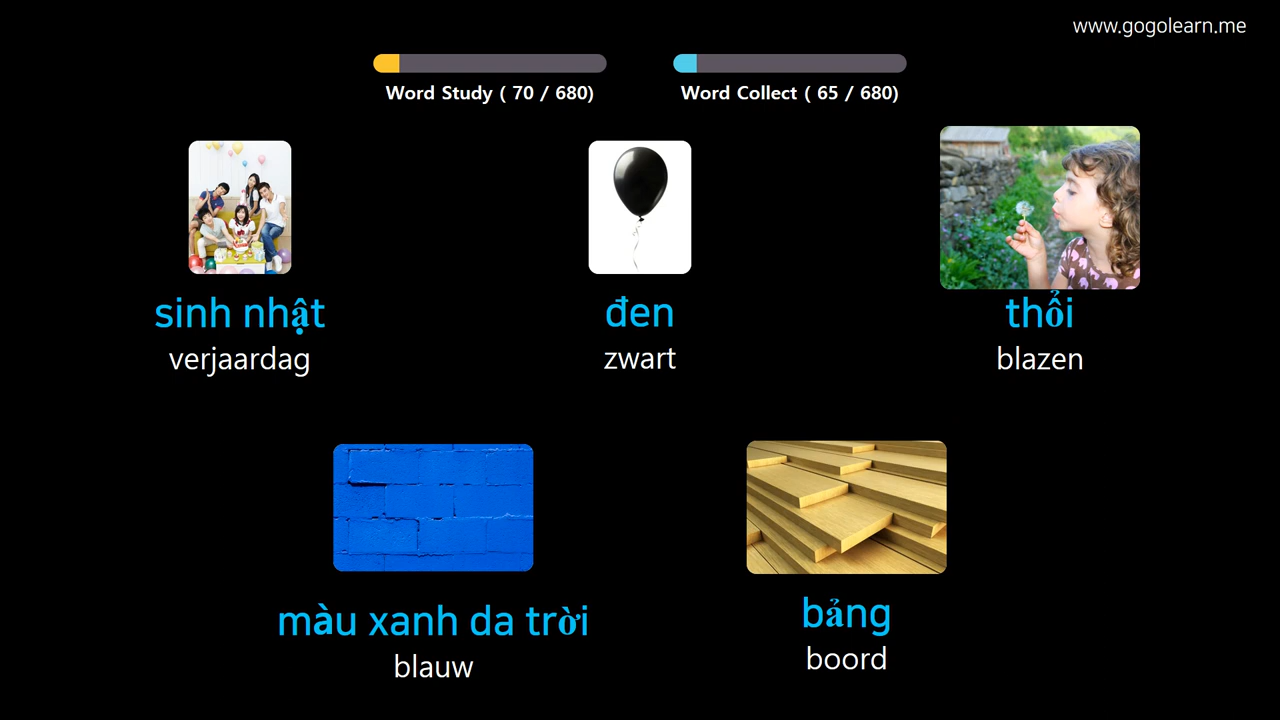 www.gogolearn.me
Word Study ( 70 / 680)
Word Collect ( 65 / 680)
sinh nhật
verjaardag
đen
zwart
thổi
blazen
màu xanh da trời
blauw
bảng
boord